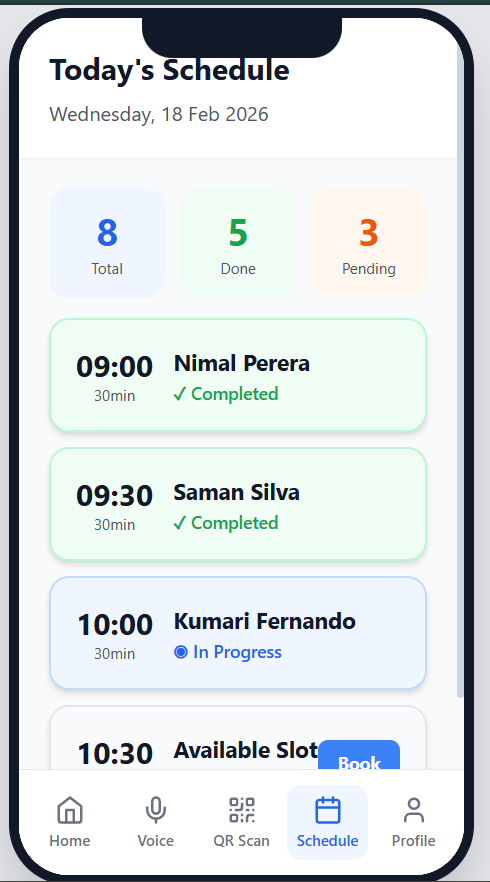 Today's Schedule
Wednesday, 18 Feb 2026
8
Total
5
Done
3
Pending
09:00
30min
Nimal Perera
✓ Completed
09:30
30min
Saman Silva
✓ Completed
10:00
30min
Kumari Fernando
◉ In Progress
10:30
Available Slot
Book
Home
Voice
QR Scan
Schedule
Profile